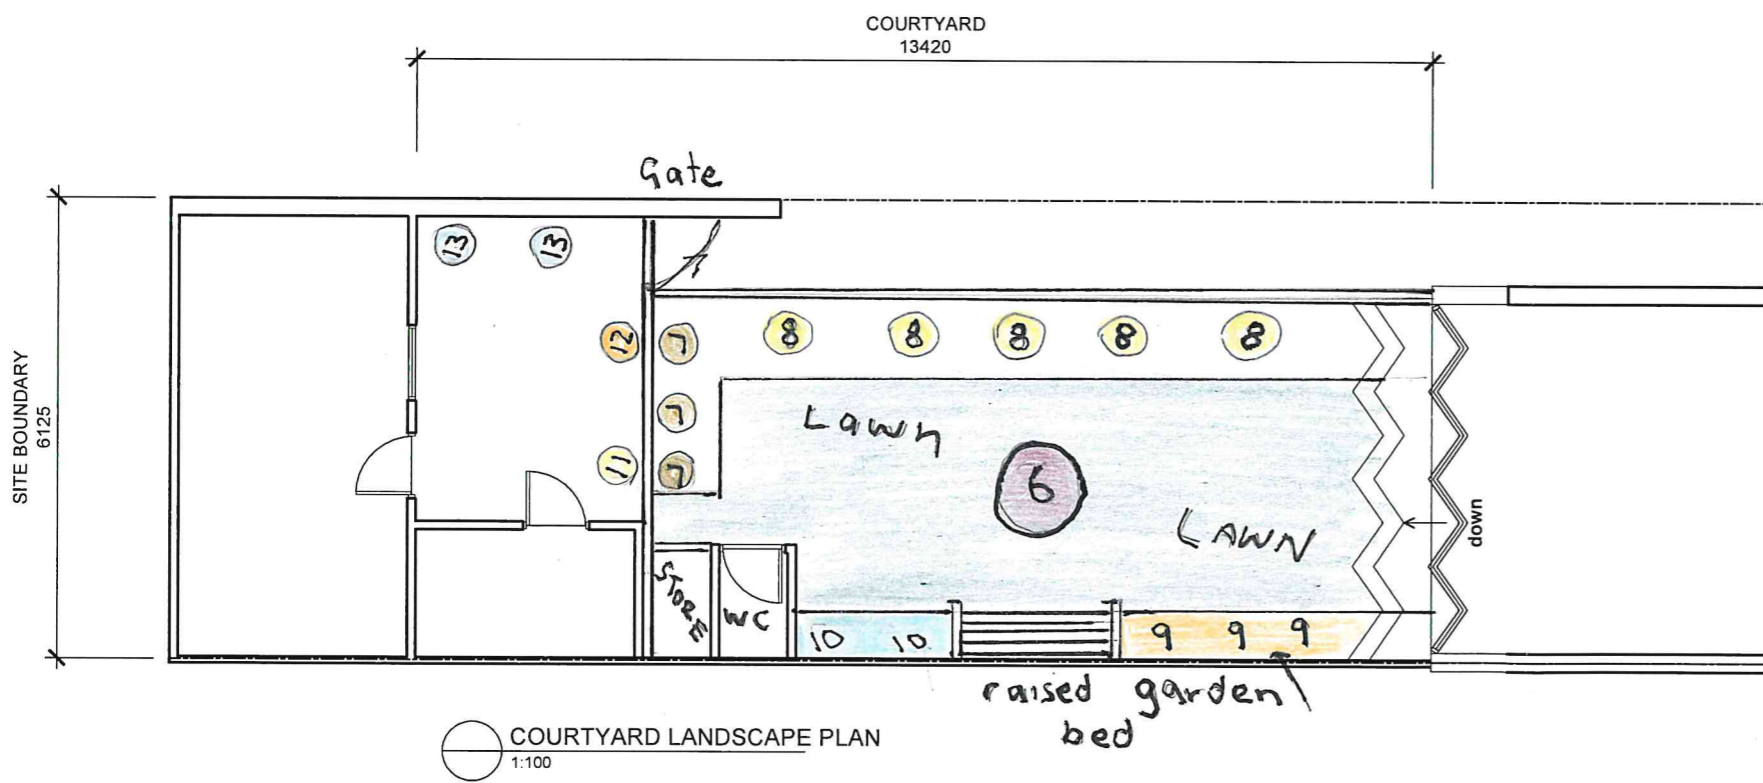 COURTYARD
13420
Gate
SITE BOUNDARY
6125
13 13
12 7 8 8 8 8 8
7
Lawn
11 7
6
LAWN
down
STORE
WC
10 10
9 9 9
raised garden
bed
COURTYARD LANDSCAPE PLAN
1:100